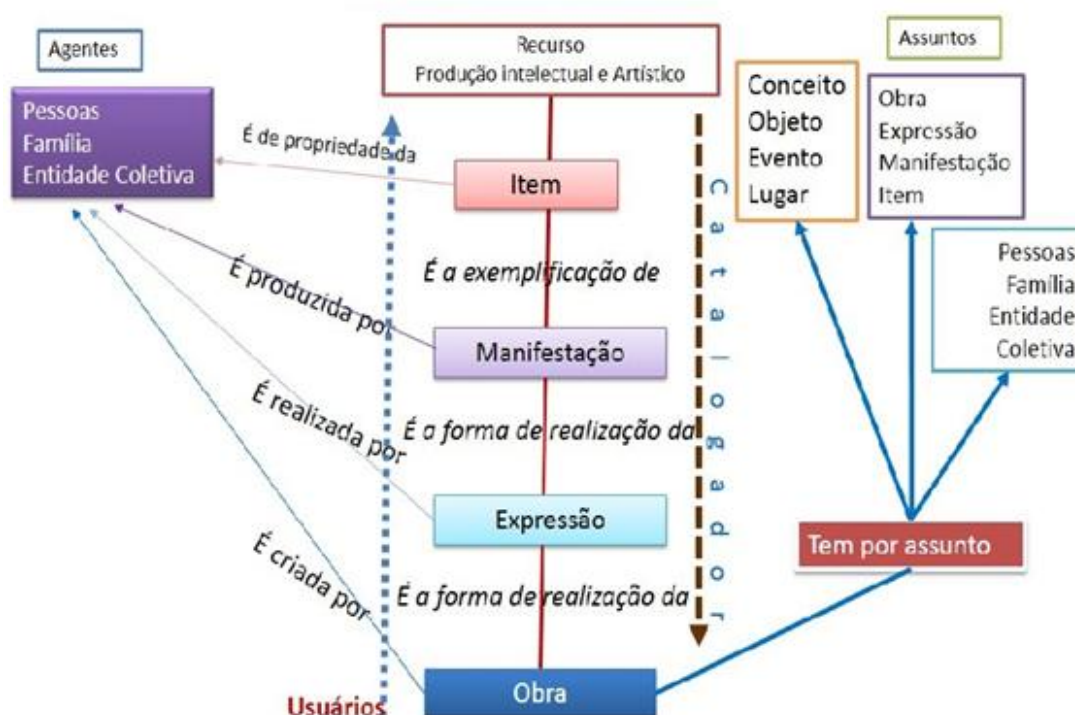 Agentes
Pessoas
Família
Entidade Coletiva
Recurso
Produção intelectual e Artístico
Assuntos
Conceito
Objeto
Evento
Lugar
Obra
Expressão
Manifestação
Item
Pessoas
Família
Entidade
Coletiva
É de propriedade da
Item
É a exemplificação de
É produzida por
Manifestação
É a forma de realização da
É realizada por
Expressão
É a forma de realização da
É criada por
Obra
Usuários
Catalogador
Tem por assunto